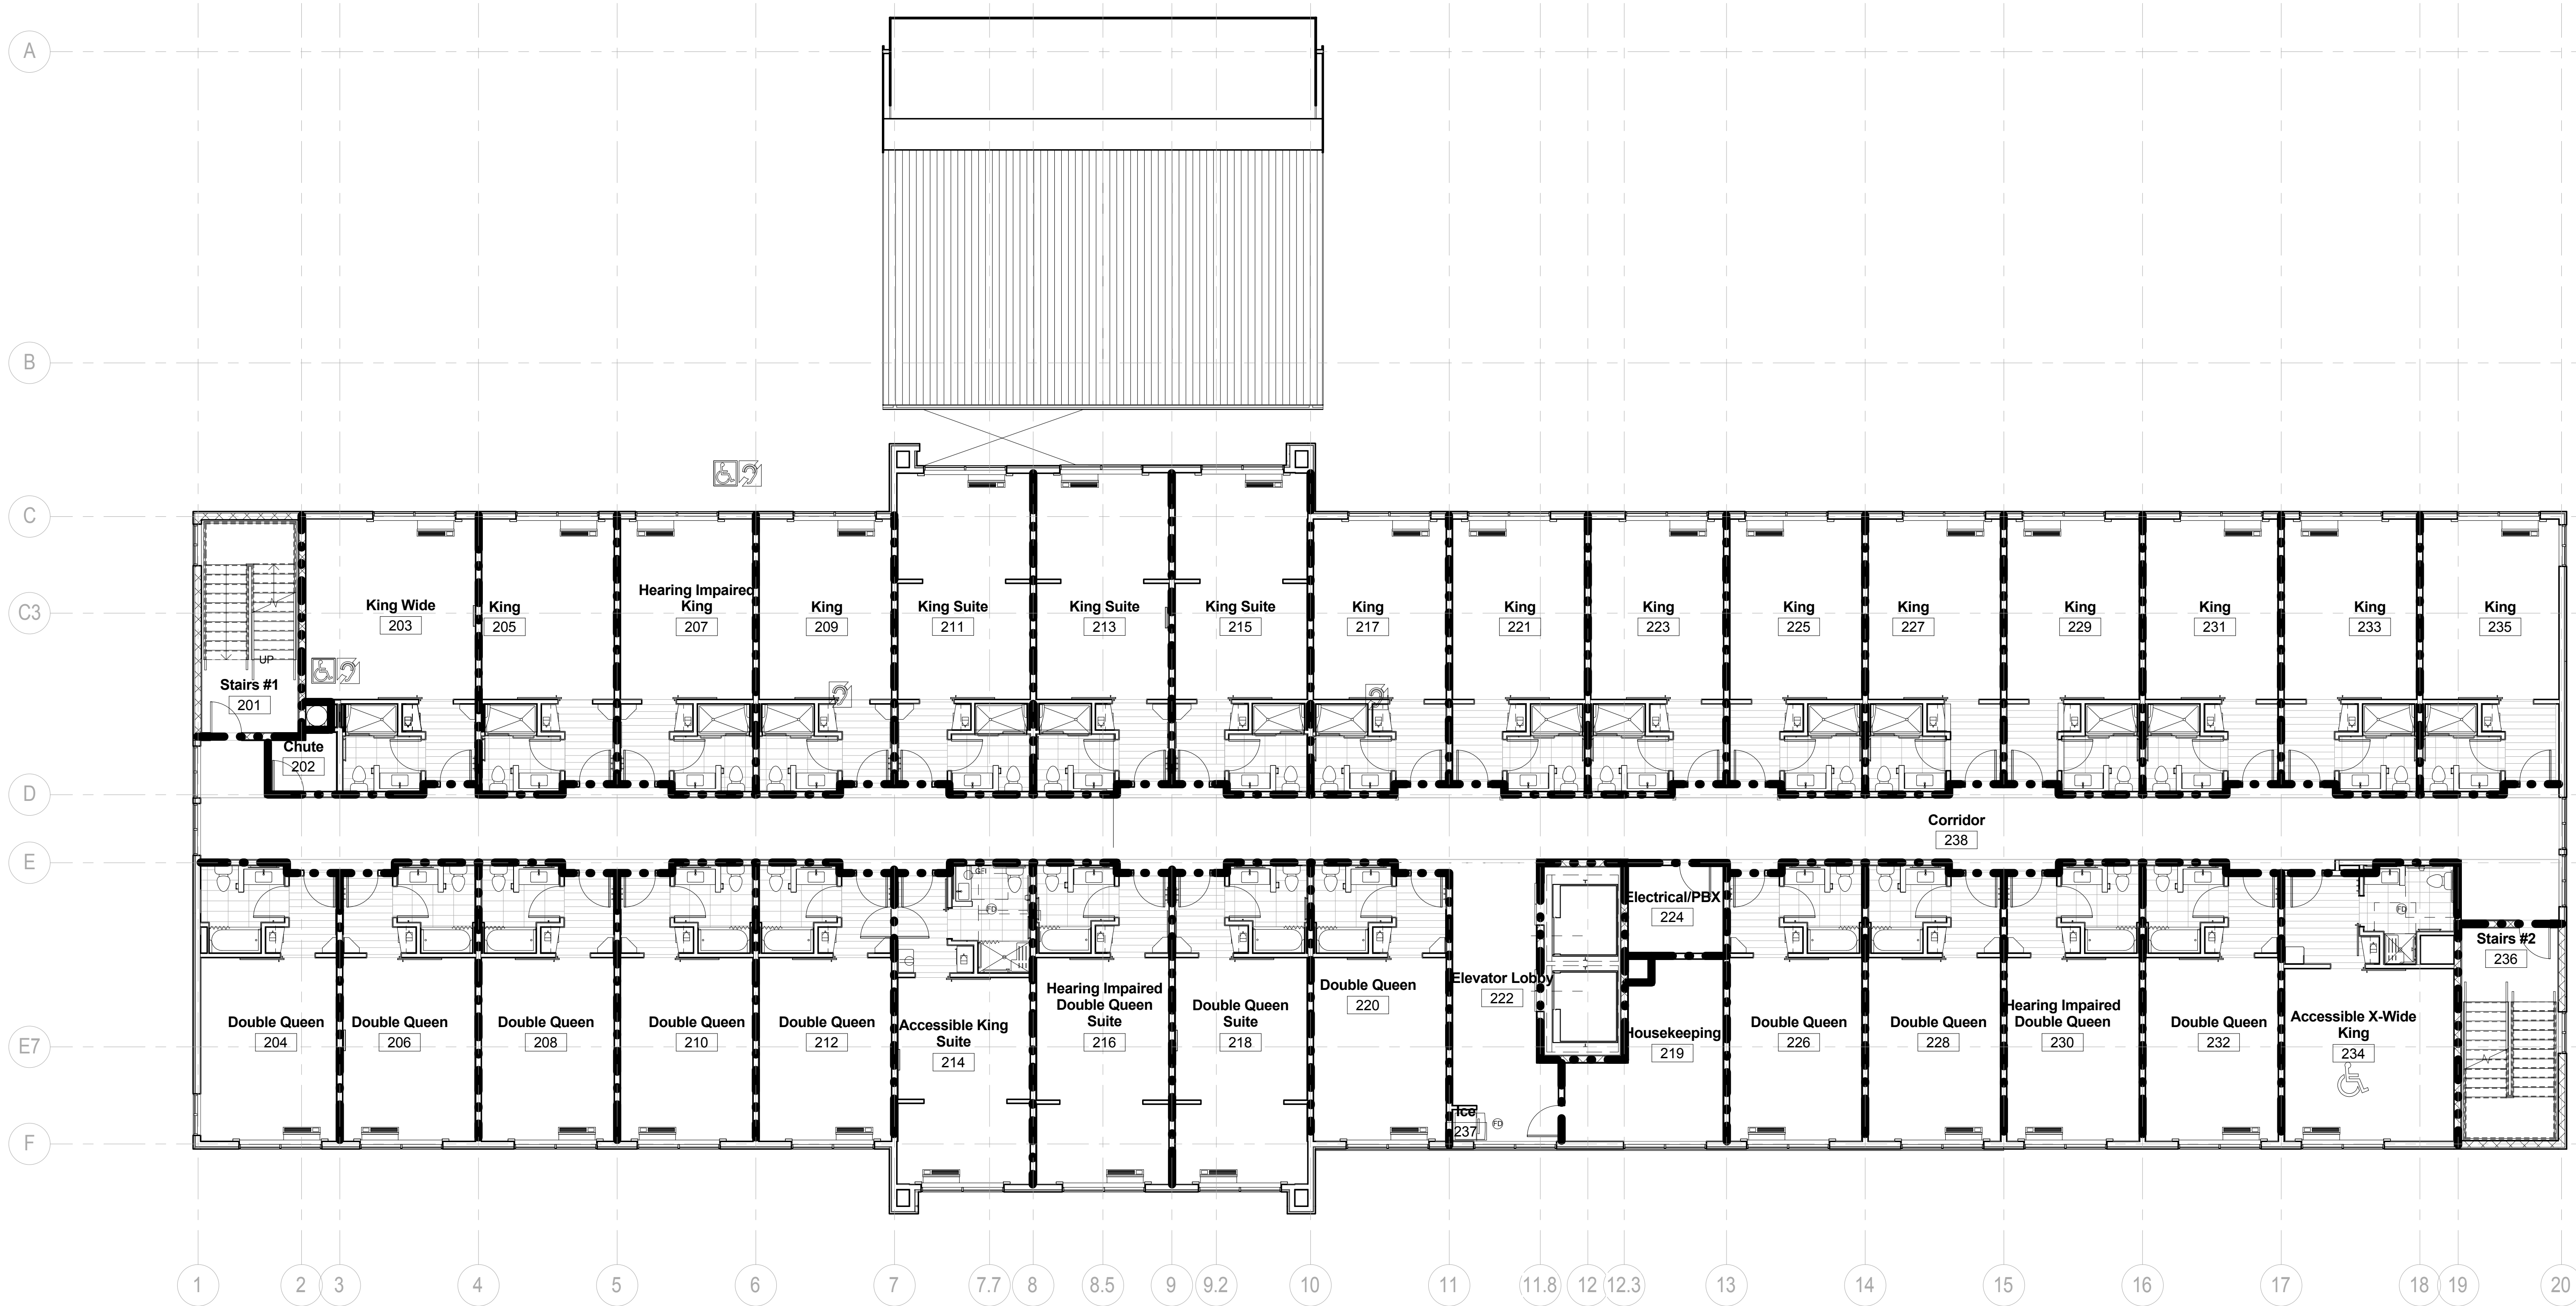 A
B
C
Hearing Impaired
King Wide
203
King
205
King
207
King
209
King Suite
211
King Suite
213
King Suite
215
King
217
King
221
King
223
King
225
King
227
King
229
King
231
King
233
King
235
C3
UP
Stairs #1
201
Chute
202
D
Corridor
238
E
GFI
FD
Electrical/PBX
224
FD
Stairs #2
236
Elevator Lobby
222
Double Queen
220
Hearing Impaired
Double Queen
Suite
216
Double Queen
Suite
218
Double Queen
204
Double Queen
206
Double Queen
208
Double Queen
210
Double Queen
212
Accessible King
Suite
214
Housekeeping
219
Double Queen
226
Double Queen
228
Hearing Impaired
Double Queen
230
Double Queen
232
Accessible X-Wide
King
234
E7
Ice
237
FD
F
1
2
3
4
5
6
7
7.7
8
8.5
9
9.2
10
11
11.8
12
12.3
13
14
15
16
17
18
19
20